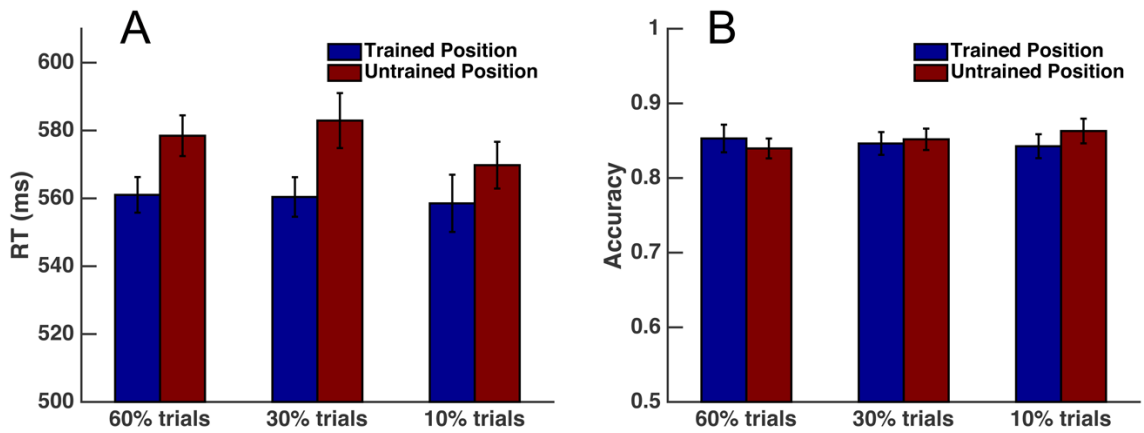 A
Trained Position
Untrained Position
RT (ms)
600
580
560
540
520
500
60% trials
30% trials
10% trials
B
Trained Position
Untrained Position
Accuracy
1
0.9
0.8
0.7
0.6
0.5
60% trials
30% trials
10% trials